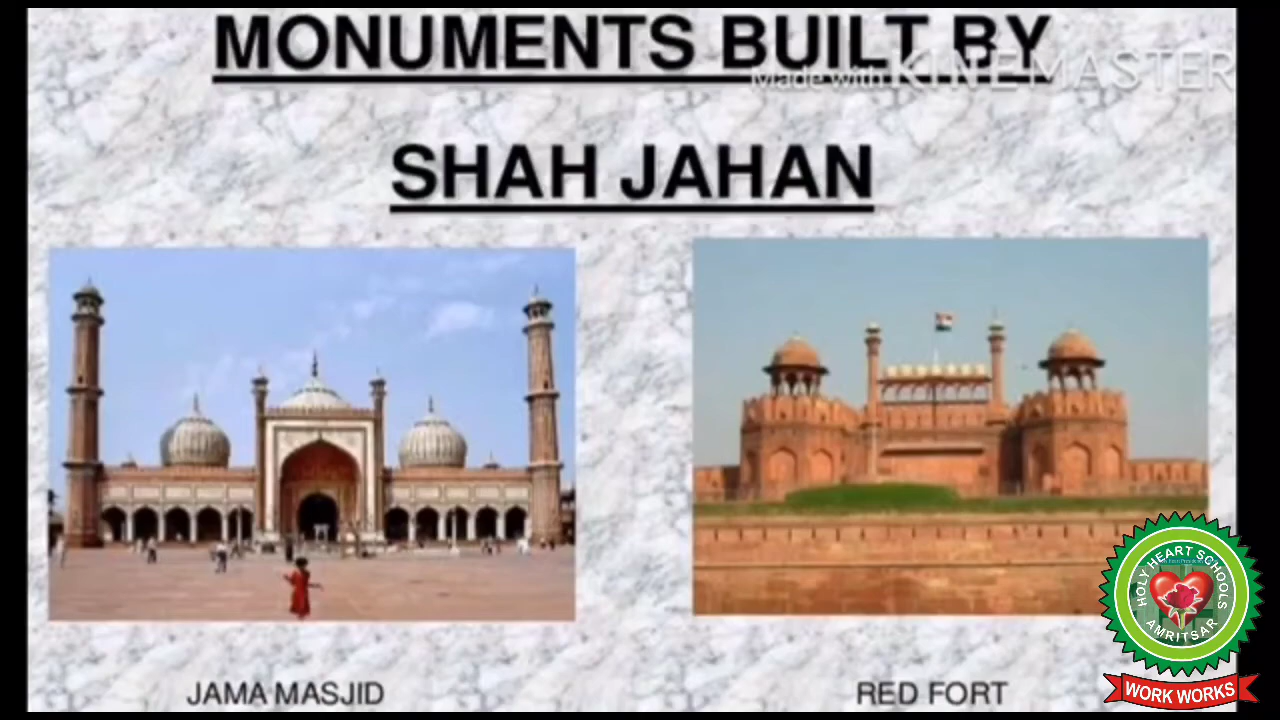 MONUMENTS BUILT BY
Made with KINEMASTER
SHAH JAHAN
JAMA MASJID
RED FORT
HOLY HEART SCHOOLS
AMRITSAR
WORK WORKS